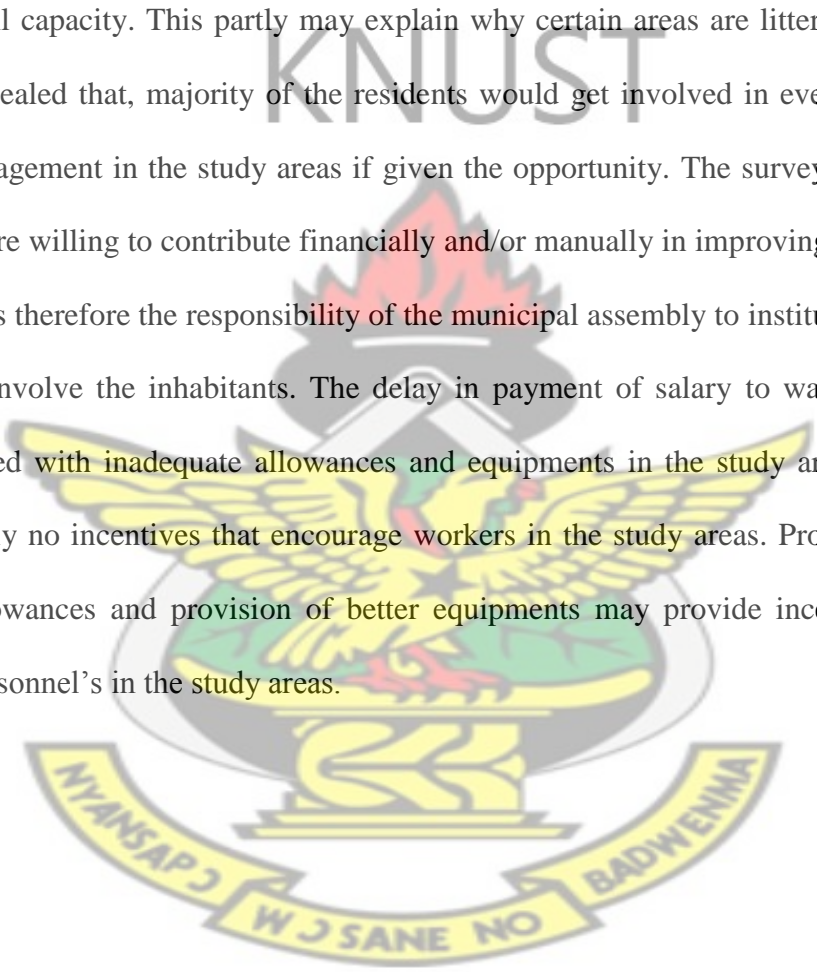 KNUST
l capacity. This partly may explain why certain areas are litter
ealed that, majority of the residents would get involved in eve
agement in the study areas if given the opportunity. The survey
re willing to contribute financially and/or manually in improving
s therefore the responsibility of the municipal assembly to institu
nvolve the inhabitants. The delay in payment of salary to wa
ed with inadequate allowances and equipments in the study ar
y no incentives that encourage workers in the study areas. Pro
owances and provision of better equipments may provide ince
sonnel's in the study areas.
NYANSAPƆ
WƆSANE NO
BADWENMA